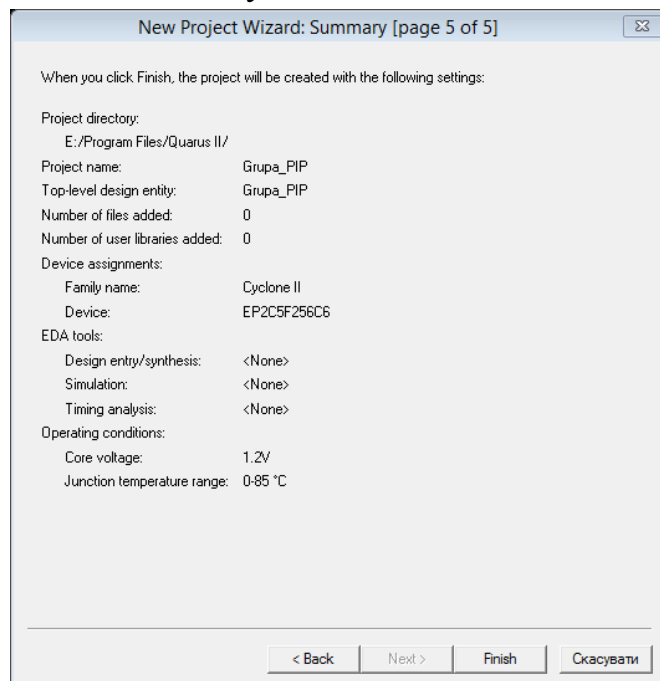 New Project Wizard: Summary [page 5 of 5]
When you click Finish, the project will be created with the following settings:
Project directory:
E:/Program Files/Quarus II/
Project name: Grupa_PIP
Top-level design entity: Grupa_PIP
Number of files added: 0
Number of user libraries added: 0
Device assignments:
Family name: Cyclone II
Device: EP2C5F256C6
EDA tools:
Design entry/synthesis: <None>
Simulation: <None>
Timing analysis: <None>
Operating conditions:
Core voltage: 1.2V
Junction temperature range: 0-85 °C
< Back Next > Finish Скасувати